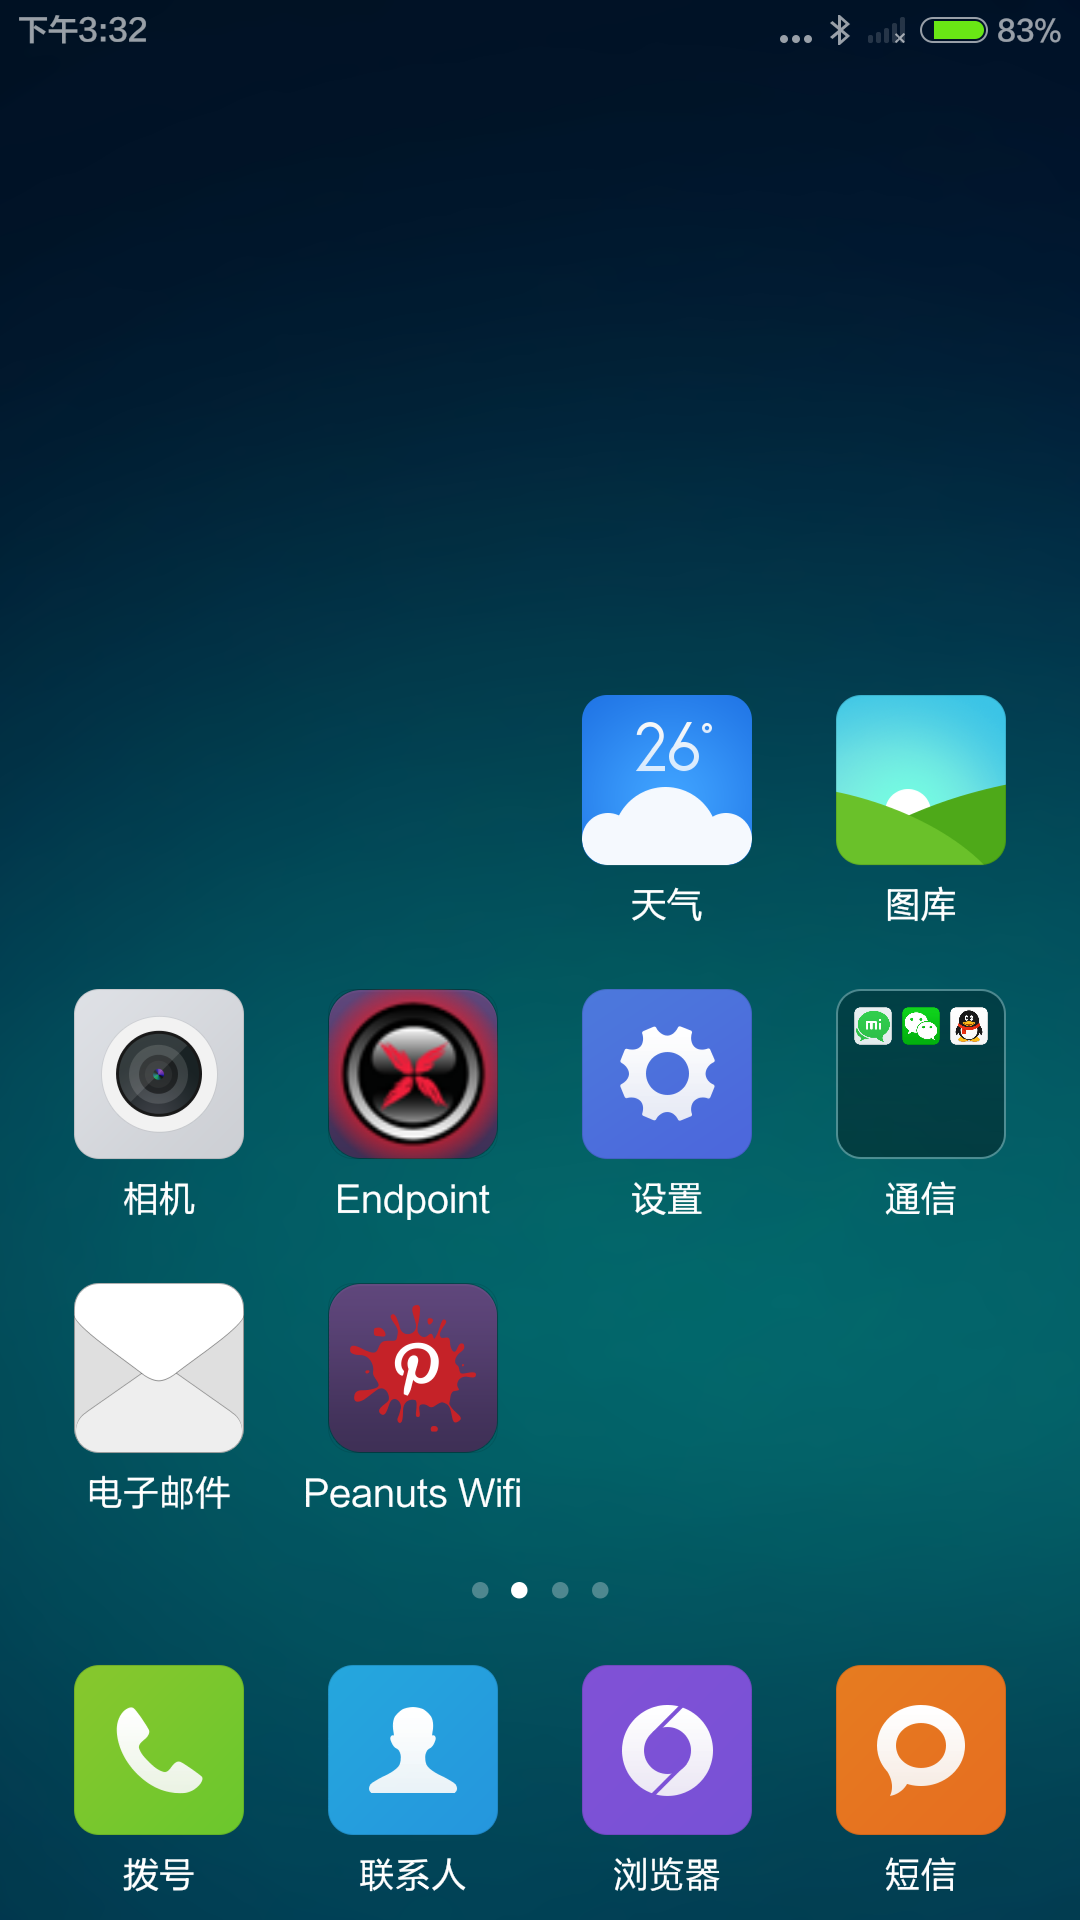 下午3:32
83%
26°
天气
图库
mi
相机
Endpoint
设置
通信
电子邮件
Peanuts Wifi
拨号
联系人
浏览器
短信